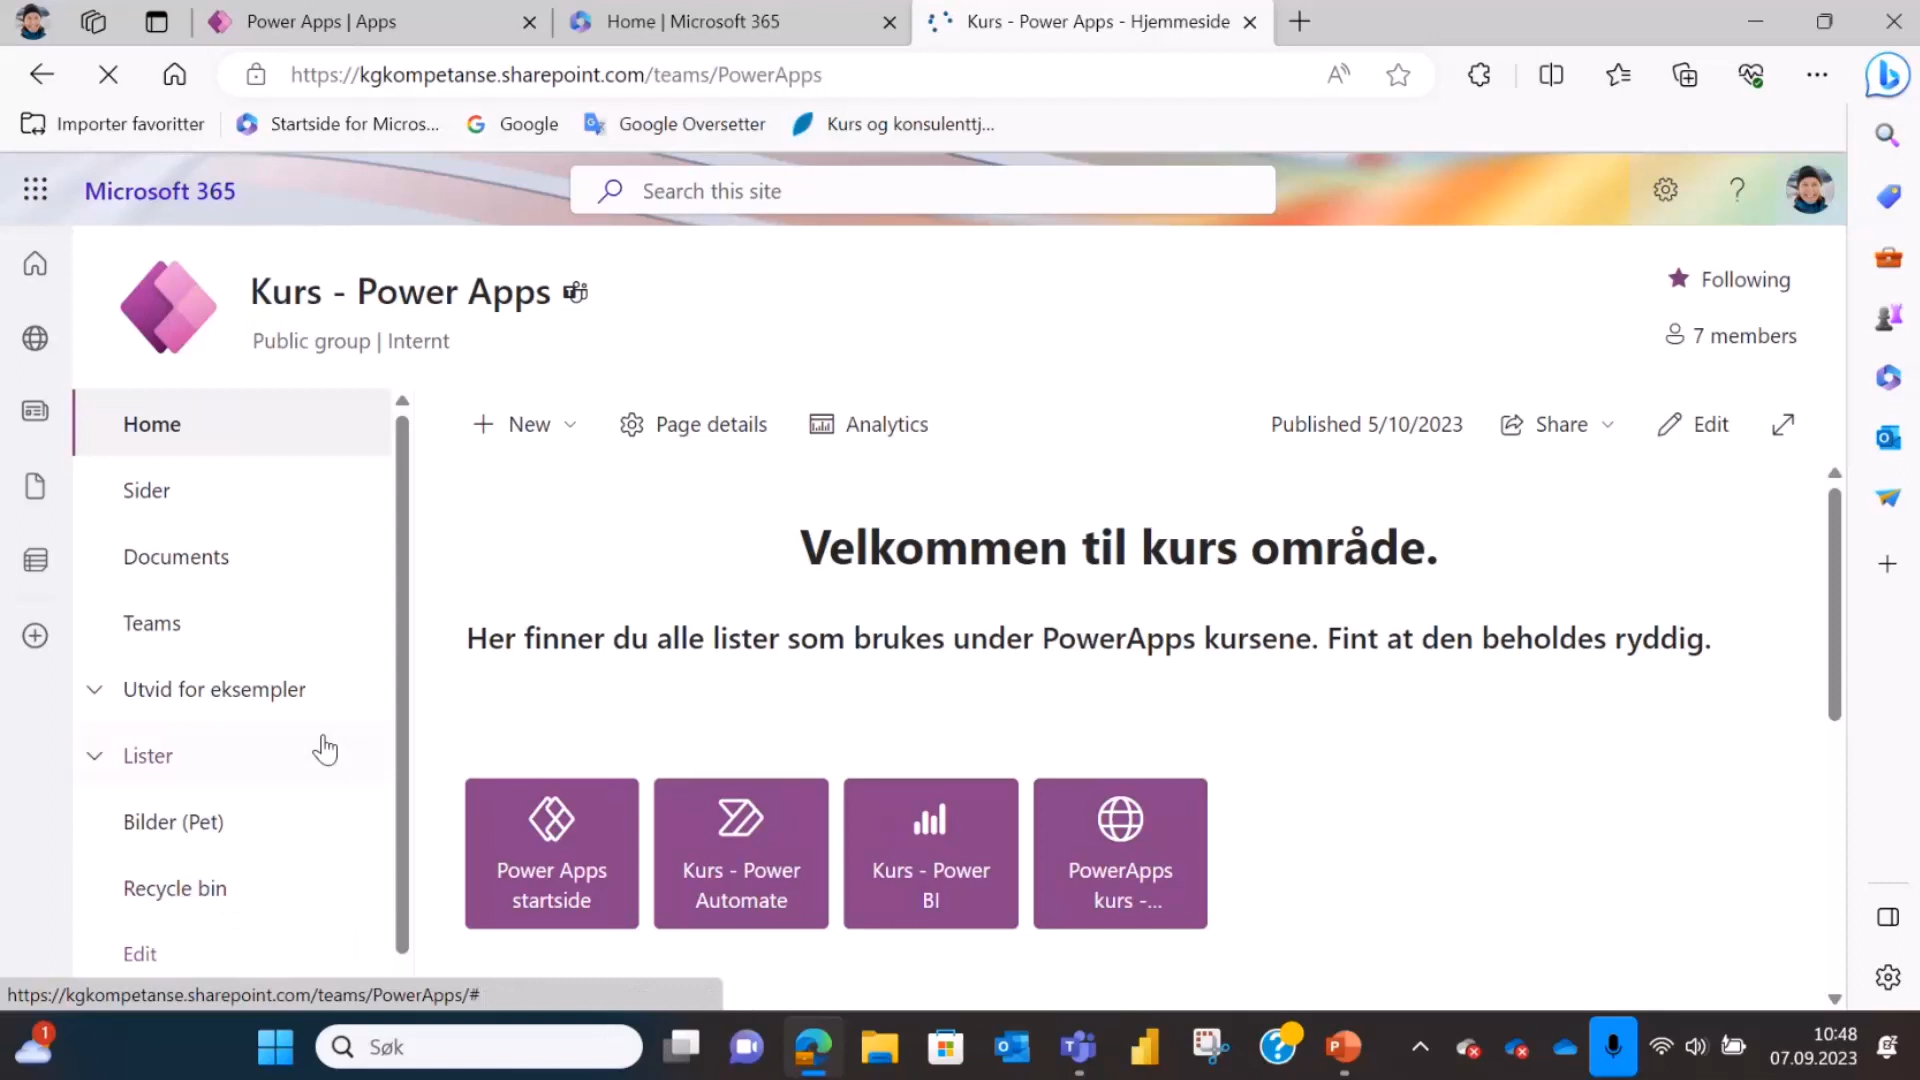 Power Apps | Apps
Home | Microsoft 365
Kurs - Power Apps - Hjemmeside
https://kgkompetanse.sharepoint.com/teams/PowerApps
Importer favoritter
Startside for Micros...
Google
Google Oversetter
Kurs og konsulenttj...
Microsoft 365
Search this site
Kurs - Power Apps
Public group | Internt
Following
7 members
Home
Sider
Documents
Teams
Utvid for eksempler
Lister
Bilder (Pet)
Recycle bin
Edit
New
Page details
Analytics
Published 5/10/2023
Share
Edit
Velkommen til kurs område.
Her finner du alle lister som brukes under PowerApps kursene. Fint at den beholdes ryddig.
Power Apps
startside
Kurs - Power
Automate
Kurs - Power
BI
PowerApps
kurs -...
https://kgkompetanse.sharepoint.com/teams/PowerApps/#
1
Søk
10:48
07.09.2023